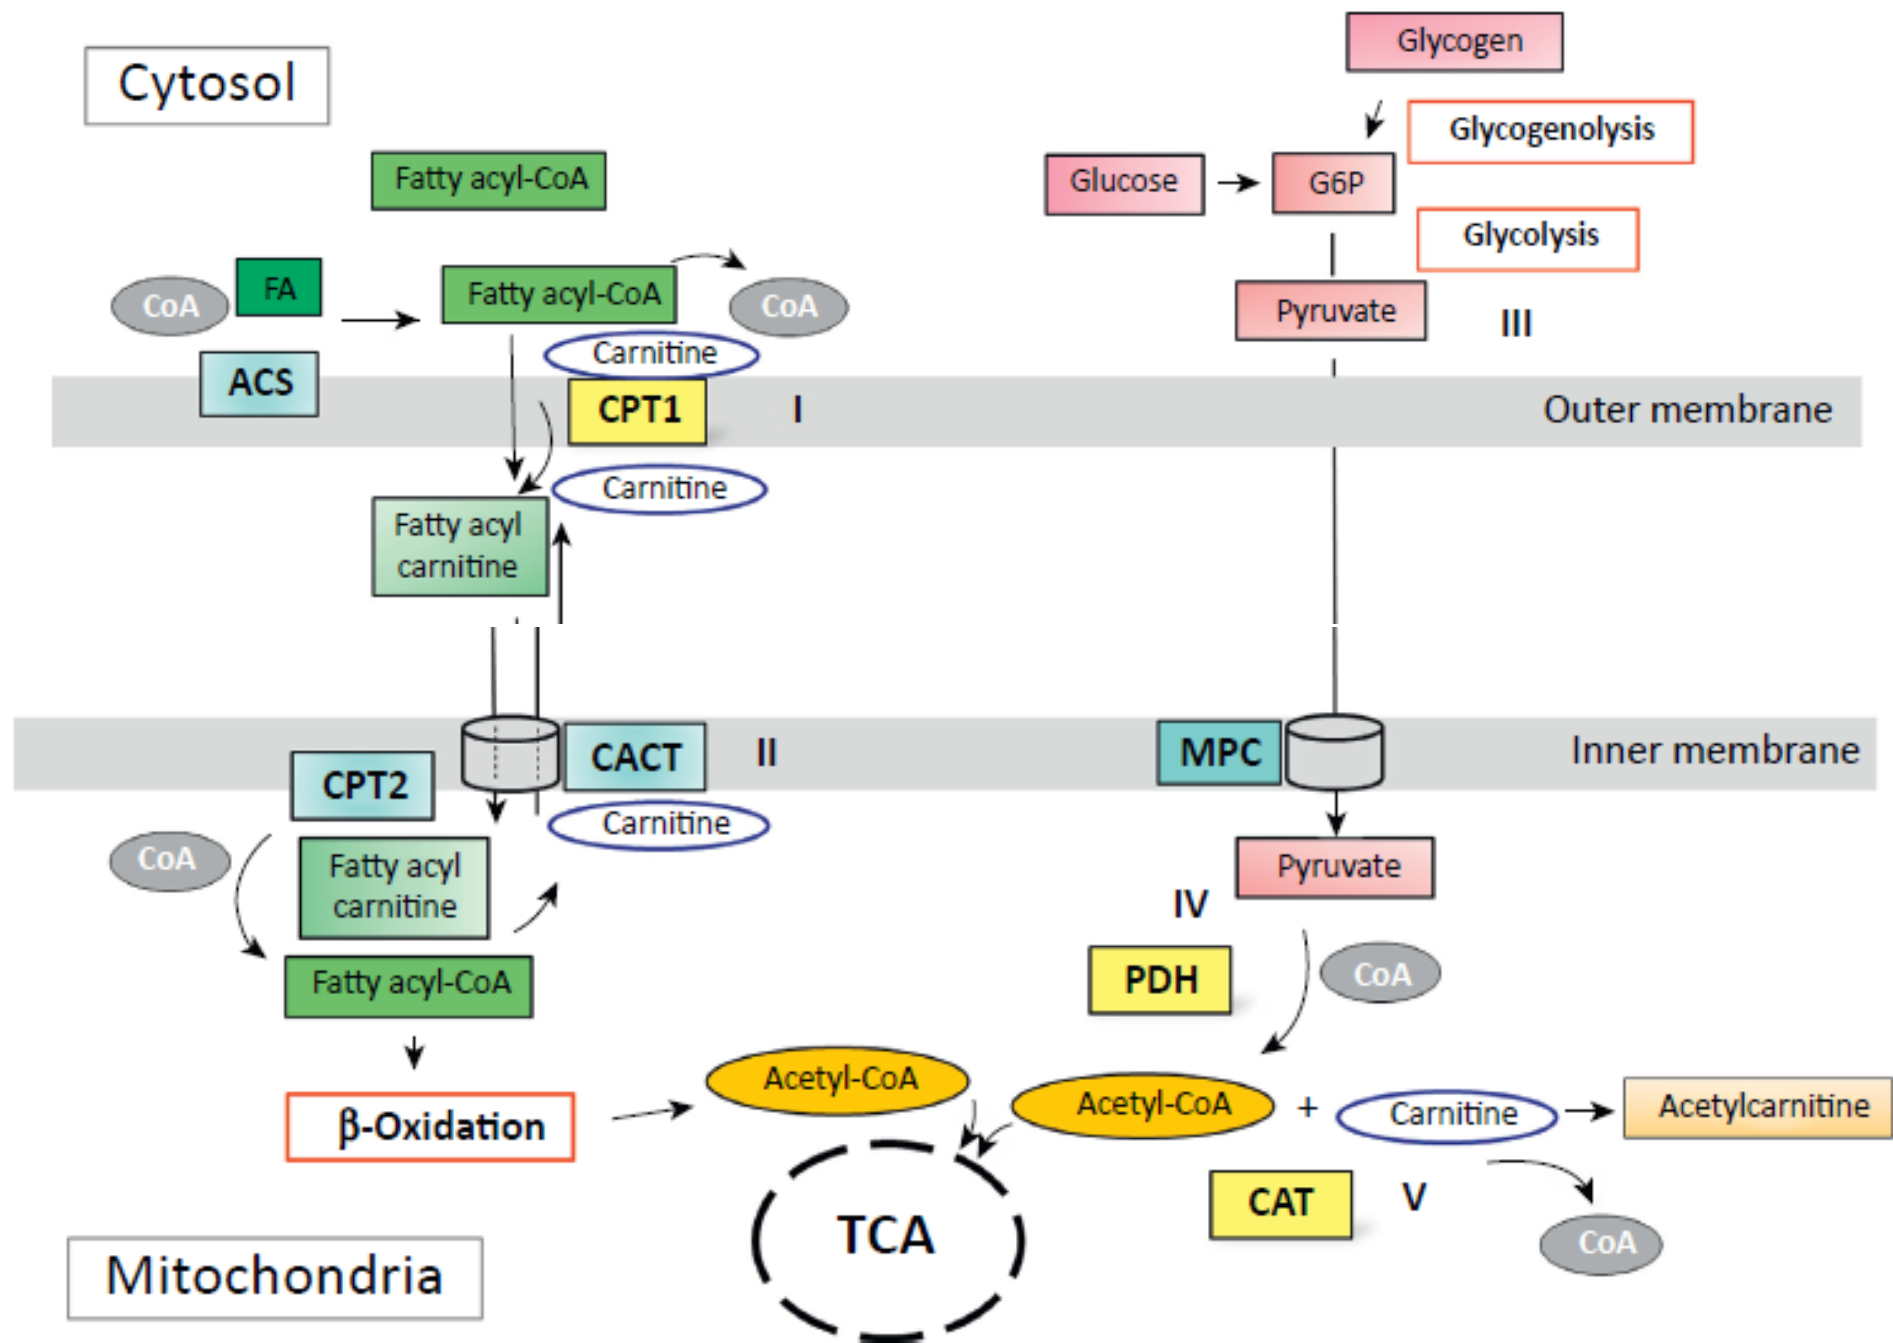 Cytosol
Glycogen
Glycogenolysis
Fatty acyl-CoA
Glucose
G6P
Glycolysis
CoA
FA
Fatty acyl-CoA
CoA
Pyruvate
III
Carnitine
ACS
CPT1
I
Outer membrane
Carnitine
Fatty acyl
carnitine
CPT2
CACT
II
MPC
Inner membrane
Carnitine
CoA
Fatty acyl
carnitine
Pyruvate
IV
Fatty acyl-CoA
PDH
CoA
β-Oxidation
Acetyl-CoA
Acetyl-CoA
+
Carnitine
Acetylcarnitine
CAT
V
TCA
CoA
Mitochondria